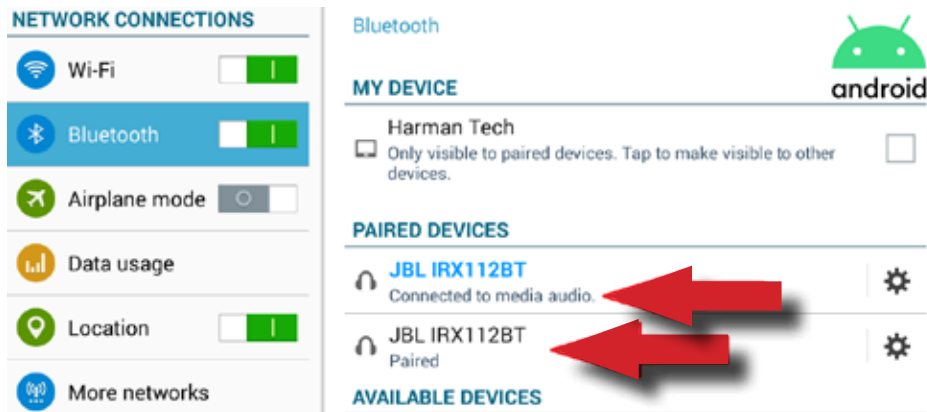 NETWORK CONNECTIONS
Wi-Fi
Bluetooth
Airplane mode
Data usage
Location
More networks
Bluetooth
android
MY DEVICE
Harman Tech
Only visible to paired devices. Tap to make visible to other
devices.
PAIRED DEVICES
JBL IRX112BT
Connected to media audio.
JBL IRX112BT
Paired
AVAILABLE DEVICES